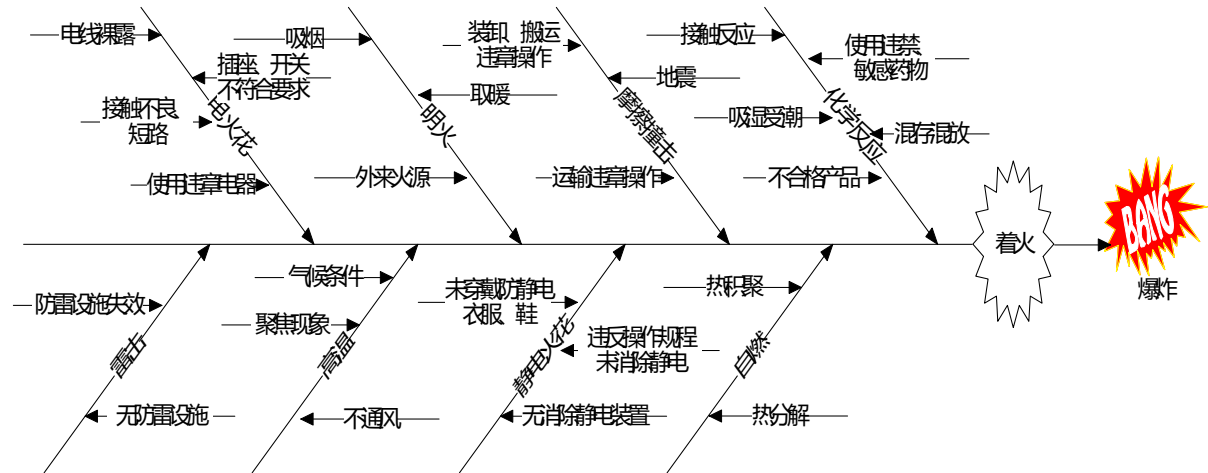 电线裸露
插座、开关
不符合要求
接触不良、
短路
使用违章电器
电火花
吸烟
取暖
外来火源
明火
装卸、搬运
违章操作
地震
运输违章操作
摩擦撞击
接触反应
使用违禁、
敏感药物
吸湿受潮
混存混放
不合格产品
化学反应
着火
BANG
爆炸
防雷设施失效
无防雷设施
雷击
气候条件
聚焦现象
不通风
高温
未穿戴防静电
衣服、鞋
违反操作规程
未消除静电
无消除静电装置
静电火花
热积聚
热分解
自燃